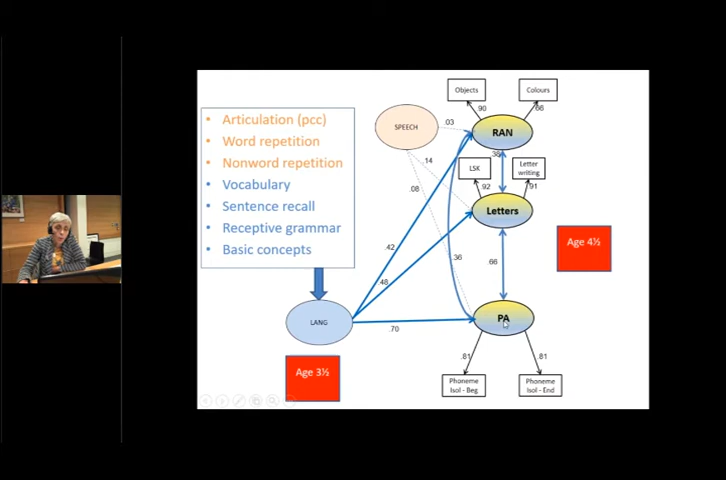 Objects
Colours
.90
.68
• Articulation (pcc)
• Word repetition
• Nonword repetition
• Vocabulary
• Sentence recall
• Receptive grammar
• Basic concepts
SPEECH
.03
RAN
.38
.14
LSK
Letter
writing
.92
.91
.08
Letters
Age 4½
.42
.36
.66
.48
LANG
.70
PA
Age 3½
.81
.81
Phoneme
Isol - Beg
Phoneme
Isol - End